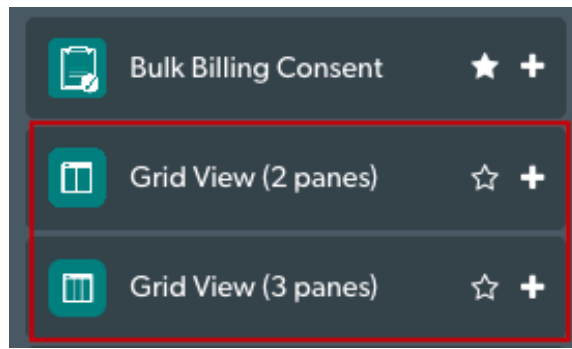 Bulk Billing Consent
Grid View (2 panes)
Grid View (3 panes)